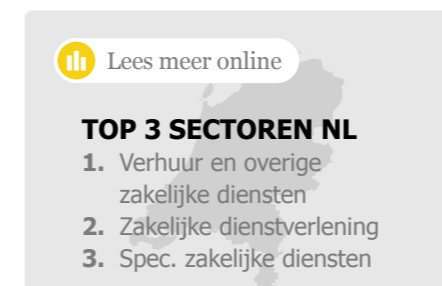 Lees meer online
TOP 3 SECTOREN NL
1. Verhuur en overige
zakelijke diensten
2. Zakelijke dienstverlening
3. Spec. zakelijke diensten